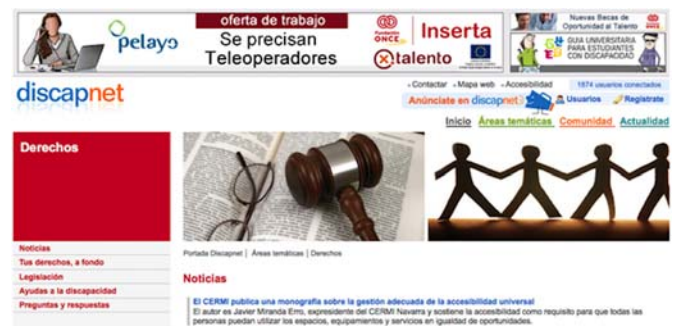 pelayo
oferta de trabajo
Se precisan
Teleoperadores
Fundación
ONCE
Inserta
talento
Nuevas Becas de
Oportunidad al Talento
GUIA UNIVERSITARIA
PARA ESTUDIANTES
CON DISCAPACIDAD
discapnet
Contactar
Mapa web
Accesibilidad
1874 usuarios conectados
Anúnciate en discapnet
Usuarios
Regístrate
Inicio Áreas temáticas Comunidad Actualidad
Derechos
Noticias
Tus derechos, a fondo
Legislación
Ayudas a la discapacidad
Preguntas y respuestas
Portada Discapnet | Áreas temáticas | Derechos
Noticias
El CERMI publica una monografía sobre la gestión adecuada de la accesibilidad universal
El autor es Javier Miranda Erro, expresidente del CERMI Navarra y sostiene la accesibilidad como requisito para que todas las
personas puedan utilizar los espacios, equipamientos y servicios en igualdad de oportunidades.